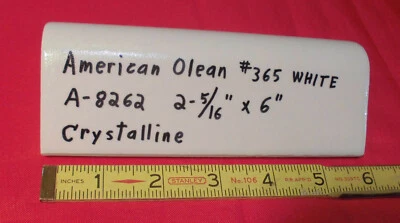 American Olean #365 WHITE
A-8262 2-5/16" x 6"
Crystalline
INCHES 1 2 STANLEY 3 No. 106 4 5 6